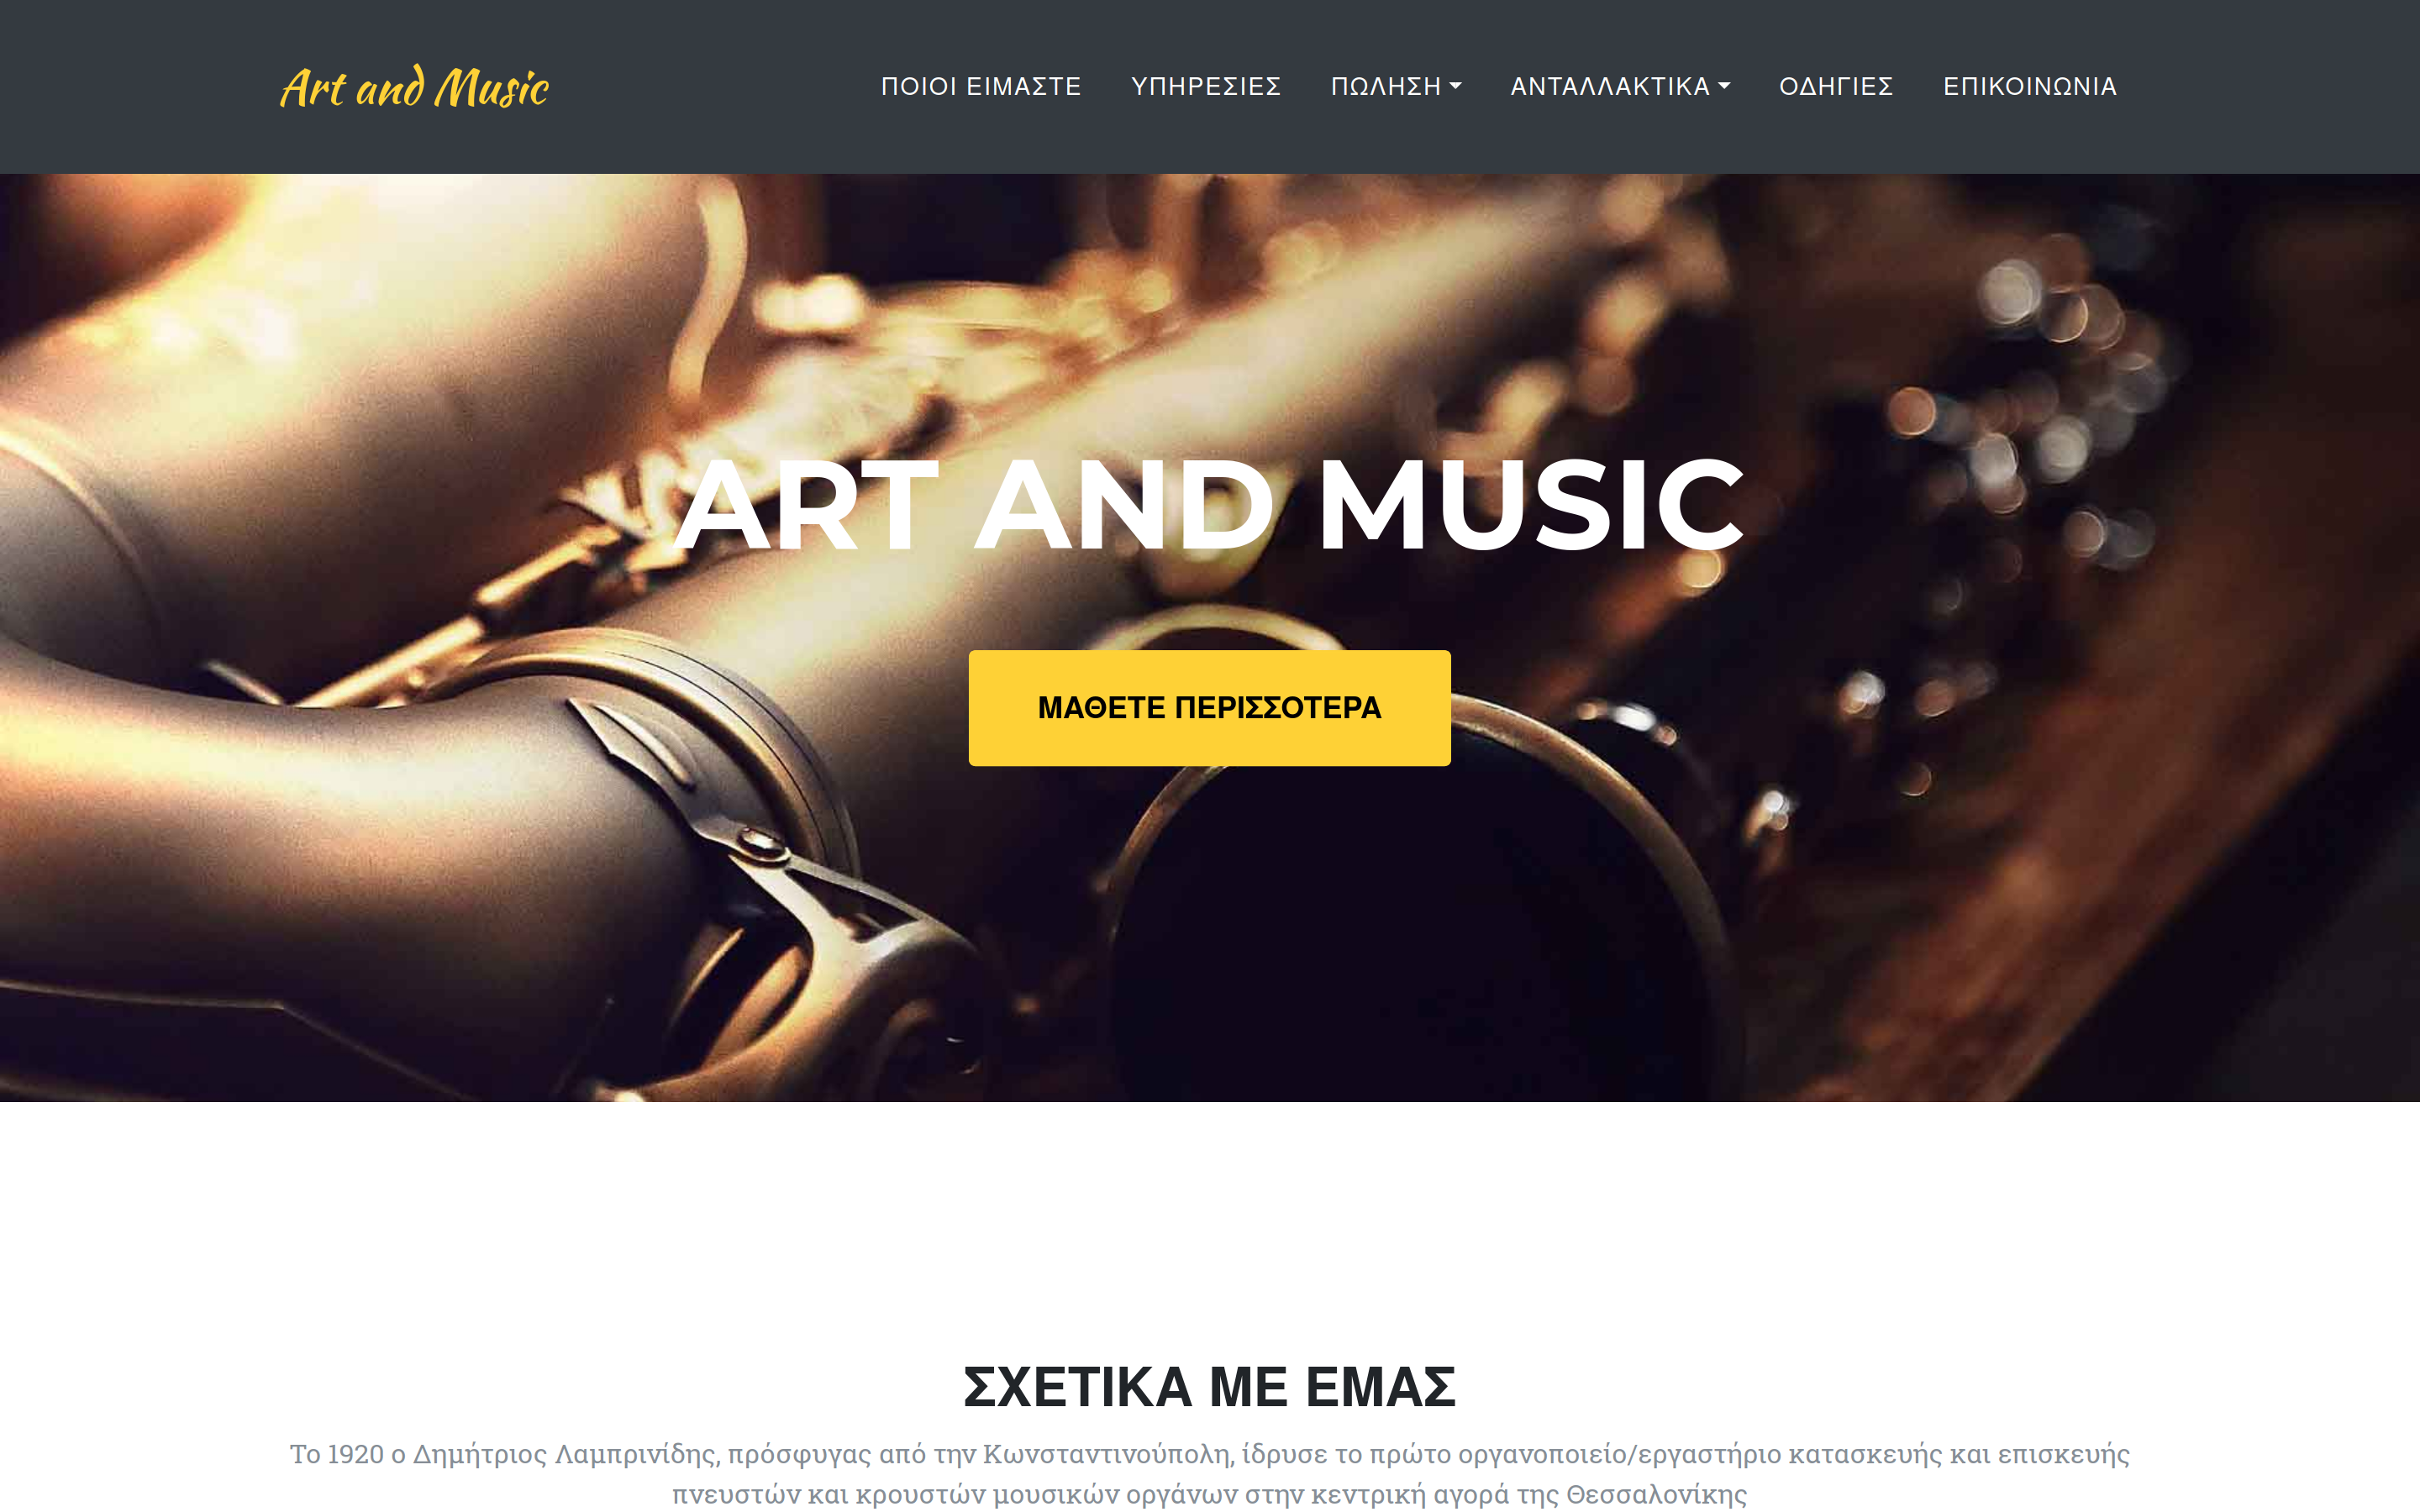 Art and Music
ΠΟΙΟΙ ΕΙΜΑΣΤΕ
ΥΠΗΡΕΣΙΕΣ
ΠΩΛΗΣΗ
ΑΝΤΑΛΛΑΚΤΙΚΑ
ΟΔΗΓΙΕΣ
ΕΠΙΚΟΙΝΩΝΙΑ
ART AND MUSIC
ΜΑΘΕΤΕ ΠΕΡΙΣΣΟΤΕΡΑ
ΣΧΕΤΙΚΑ ΜΕ ΕΜΑΣ
Το 1920 ο Δημήτριος Λαμπρινίδης, πρόσφυγας από την Κωνσταντινούπολη, ίδρυσε το πρώτο οργανοποιείο/εργαστήριο κατασκευής και επισκευής
πνευστών και κρουστών μουσικών οργάνων στην κεντρική αγορά της Θεσσαλονίκης